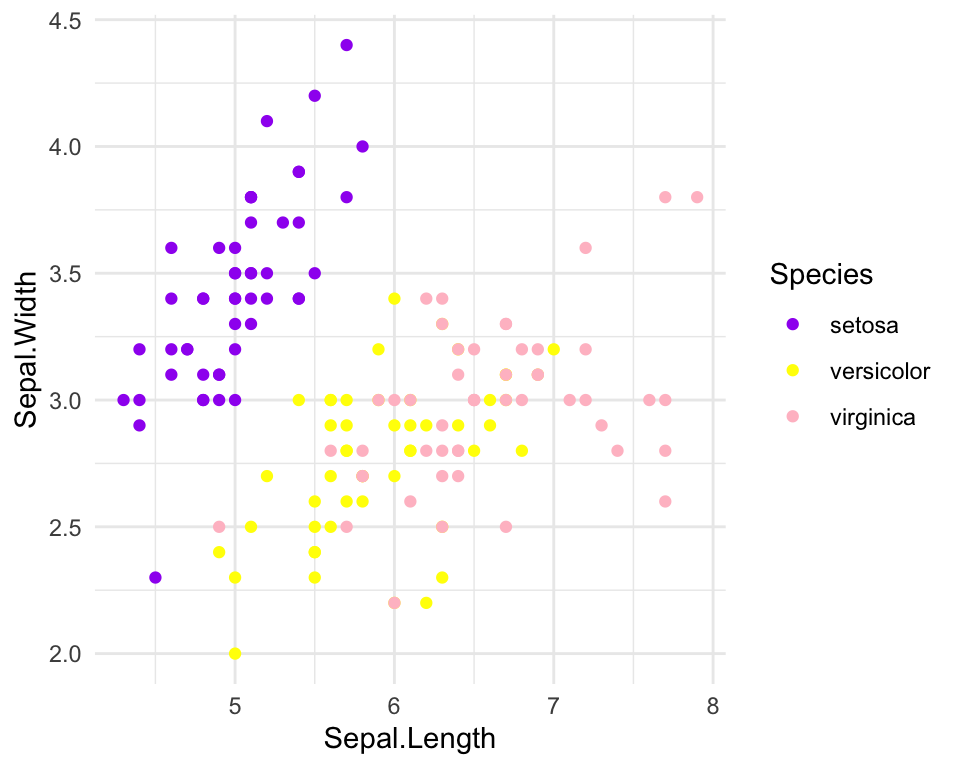 4.5
4.0
3.5
3.0
2.5
2.0
Sepal.Width
5 6 7 8
Sepal.Length
Species
setosa
versicolor
virginica